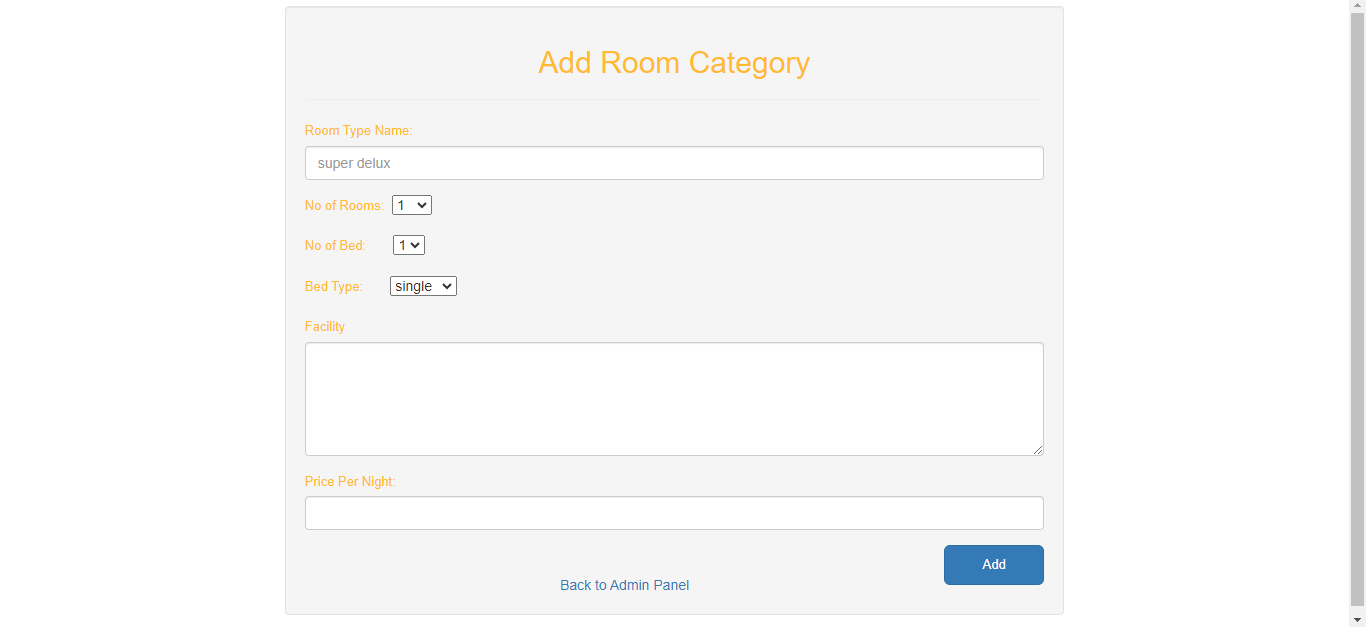 Add Room Category
Room Type Name:
super delux
No of Rooms: 1
No of Bed: 1
Bed Type: single
Facility
Price Per Night:
Add
Back to Admin Panel